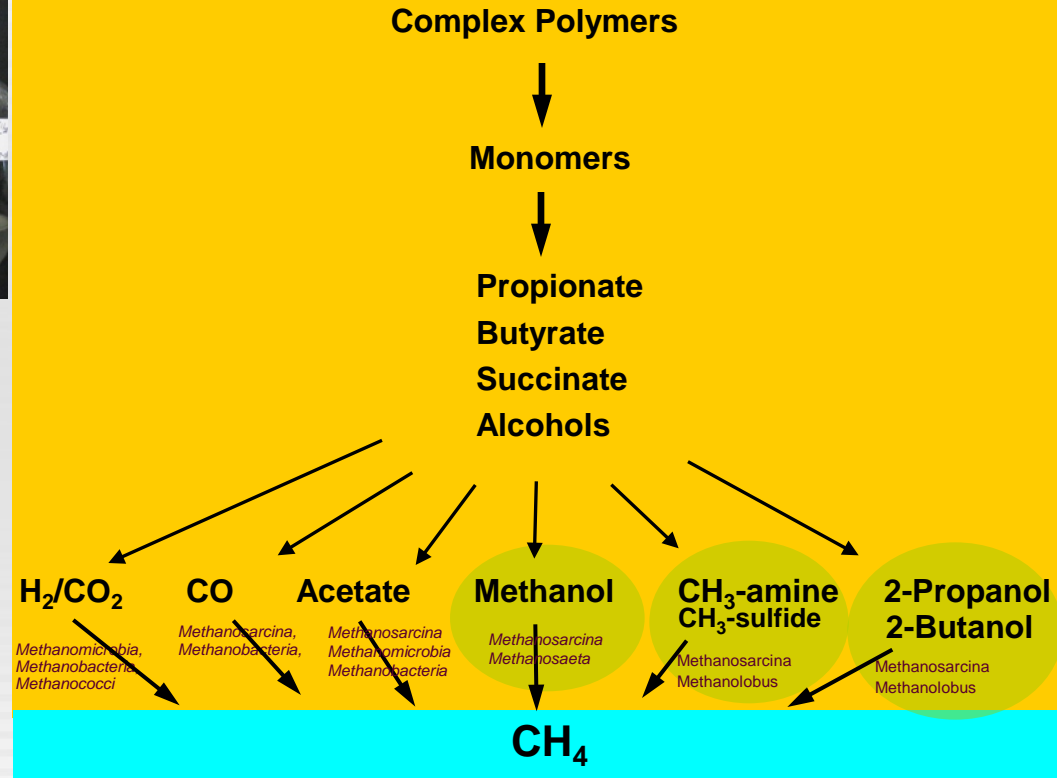 Complex Polymers
Monomers
Propionate
Butyrate
Succinate
Alcohols
H₂/CO₂
Methanomicrobia,
Methanobacteria,
Methanococci
CO
Methanosarcina,
Methanobacteria,
Acetate
Methanosarcina
Methanomicrobia
Methanobacteria
Methanol
Methanosarcina
Methanosaeta
CH₃-amine
CH₃-sulfide
Methanosarcina
Methanolobus
2-Propanol
2-Butanol
Methanosarcina
Methanolobus
CH₄